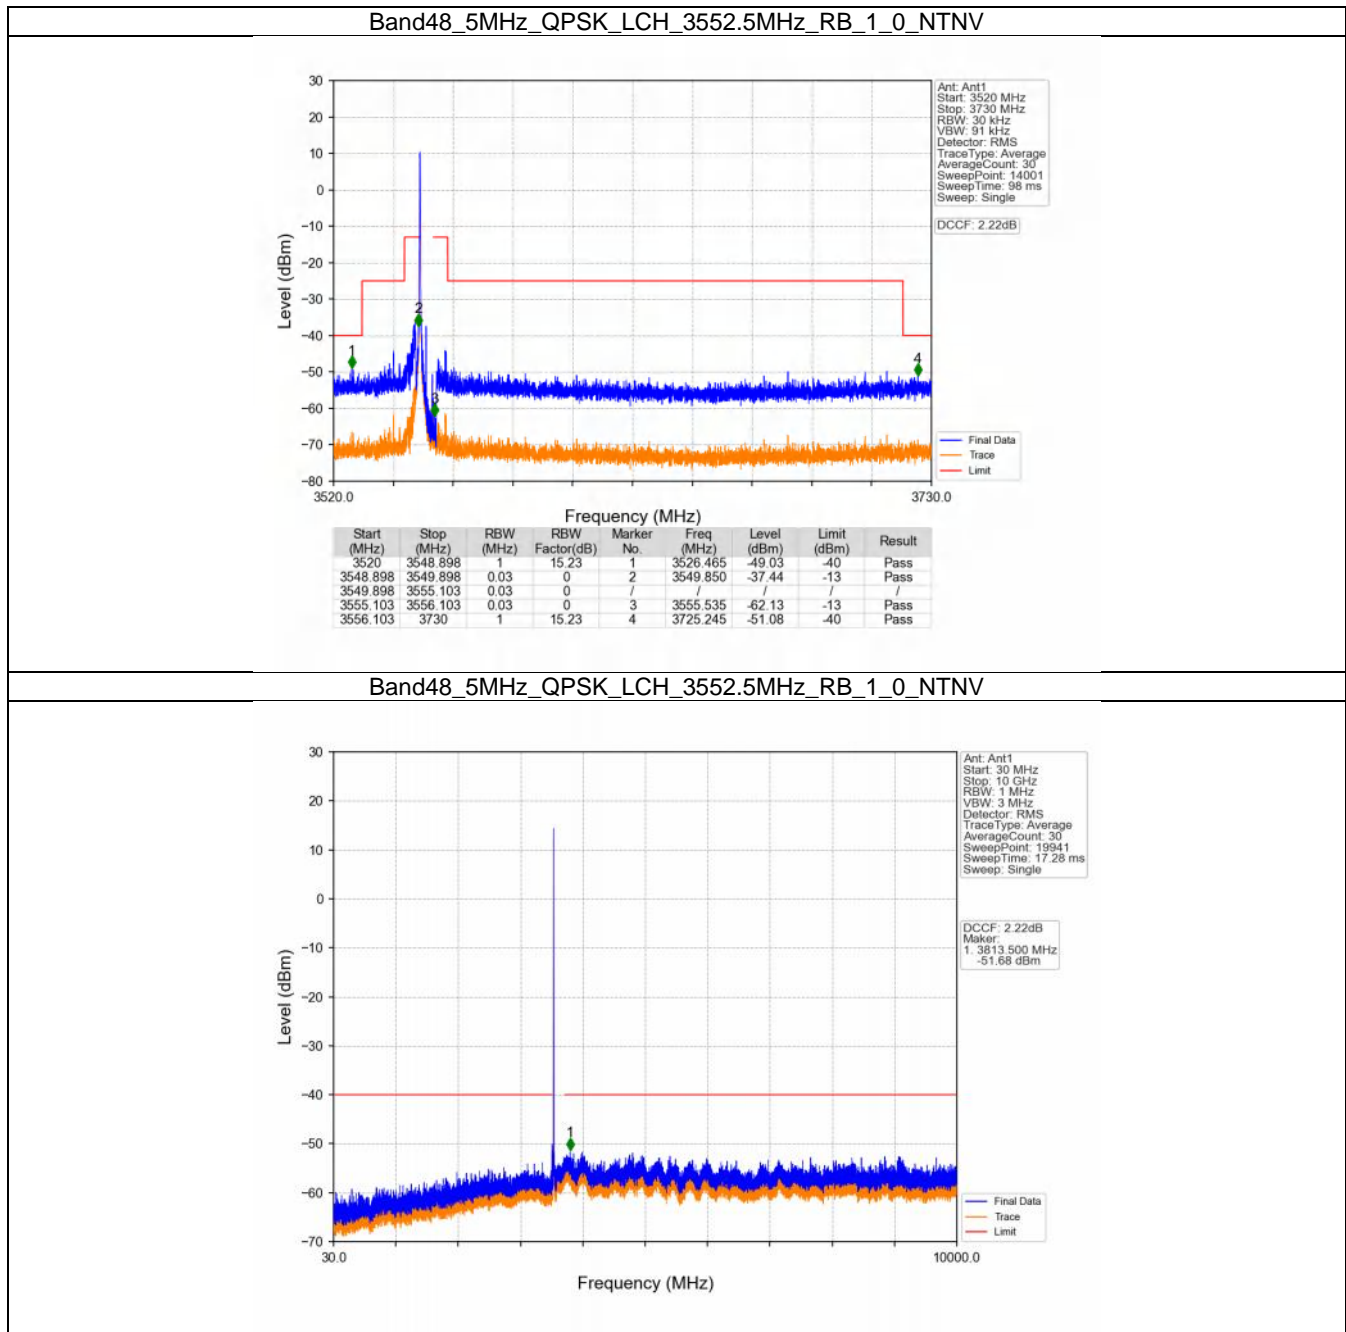 Band48_5MHz_QPSK_LCH_3552.5MHz_RB_1_0_NTNV
30
20
10
0
−10
−20
−30
−40
−50
−60
−70
−80
Level (dBm)
1
2
3
4
3520.0
3730.0
Frequency (MHz)
Ant: Ant1
Start: 3520 MHz
Stop: 3730 MHz
RBW: 30 kHz
VBW: 91 kHz
Detector: RMS
TraceType: Average
AverageCount: 30
SweepPoint: 14001
SweepTime: 98 ms
Sweep: Single
DCCF: 2.22dB
Final Data
Trace
Limit
Start (MHz) Stop (MHz) RBW (MHz) RBW Factor(dB) Marker No. Freq (MHz) Level (dBm) Limit (dBm) Result
3520 3548.898 1 15.23 1 3526.465 -49.03 -40 Pass
3548.898 3549.898 0.03 0 2 3549.850 -37.44 -13 Pass
3549.898 3555.103 0.03 0 / / / / /
3555.103 3556.103 0.03 0 3 3555.535 -62.13 -13 Pass
3556.103 3730 1 15.23 4 3725.245 -51.08 -40 Pass
Band48_5MHz_QPSK_LCH_3552.5MHz_RB_1_0_NTNV
30
20
10
0
−10
−20
−30
−40
−50
−60
−70
Level (dBm)
1
30.0
10000.0
Frequency (MHz)
Ant: Ant1
Start: 30 MHz
Stop: 10 GHz
RBW: 1 MHz
VBW: 3 MHz
Detector: RMS
TraceType: Average
AverageCount: 30
SweepPoint: 19941
SweepTime: 17.28 ms
Sweep: Single
DCCF: 2.22dB
Maker:
1. 3813.500 MHz
-51.68 dBm
Final Data
Trace
Limit